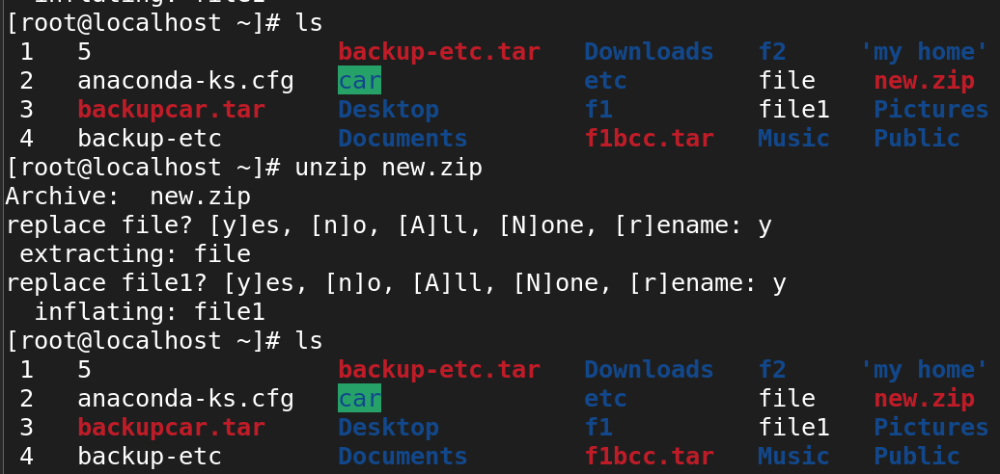 inflating: file1
[root@localhost ~]# ls
1 5 backup-etc.tar Downloads f2 'my home'
2 anaconda-ks.cfg car etc file new.zip
3 backupcar.tar Desktop f1 file1 Pictures
4 backup-etc Documents f1bcc.tar Music Public
[root@localhost ~]# unzip new.zip
Archive:  new.zip
replace file? [y]es, [n]o, [A]ll, [N]one, [r]ename: y
 extracting: file
replace file1? [y]es, [n]o, [A]ll, [N]one, [r]ename: y
  inflating: file1
[root@localhost ~]# ls
1 5 backup-etc.tar Downloads f2 'my home'
2 anaconda-ks.cfg car etc file new.zip
3 backupcar.tar Desktop f1 file1 Pictures
4 backup-etc Documents f1bcc.tar Music Public